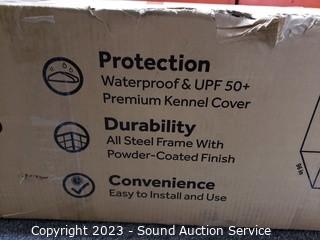 Protection
Waterproof & UPF 50+
Premium Kennel Cover
Durability
All Steel Frame With
Powder-Coated Finish
Convenience
Easy to Install and Use
Copyright 2023 - Sound Auction Service